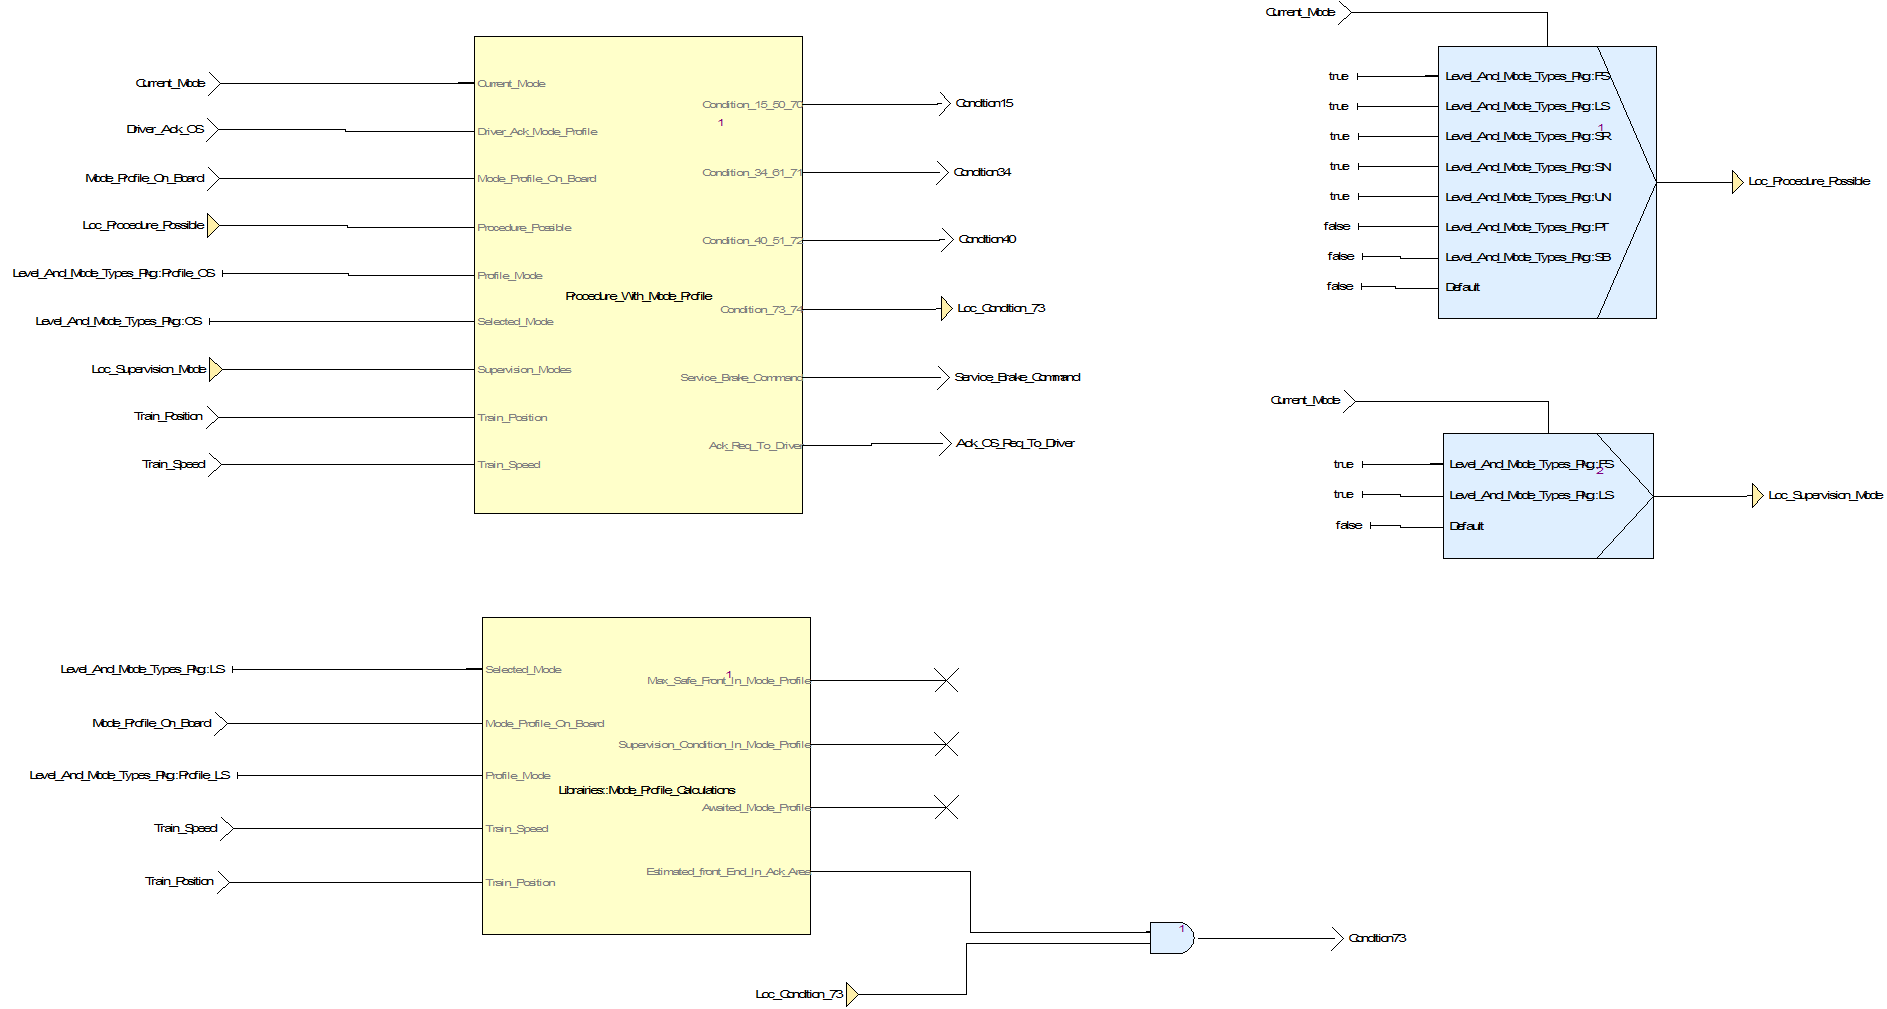 Current_Mode
Driver_Ack_OS
Mode_Profile_On_Board
Loc_Procedure_Possible
Level_And_Mode_Types_Pkg::Profile_OS
Level_And_Mode_Types_Pkg::OS
Loc_Supervision_Mode
Train_Position
Train_Speed
Current_Mode
Driver_Ack_Mode_Profile
Mode_Profile_On_Board
Procedure_Possible
Profile_Mode
Selected_Mode
Supervision_Modes
Train_Position
Train_Speed
1
Procedure_With_Mode_Profile
Condition_15_50_70
Condition_34_61_71
Condition_40_51_72
Condition_73_74
Service_Brake_Command
Ack_Req_To_Driver
Condition15
Condition34
Condition40
Loc_Condition_73
Service_Brake_Command
Ack_OS_Req_To_Driver
Current_Mode
true
true
true
true
true
false
false
false
Level_And_Mode_Types_Pkg::FS
Level_And_Mode_Types_Pkg::LS
1
Level_And_Mode_Types_Pkg::SR
Level_And_Mode_Types_Pkg::SN
Level_And_Mode_Types_Pkg::UN
Level_And_Mode_Types_Pkg::PT
Level_And_Mode_Types_Pkg::SB
Default
Loc_Procedure_Possible
Current_Mode
true
true
false
Level_And_Mode_Types_Pkg::FS
2
Level_And_Mode_Types_Pkg::LS
Default
Loc_Supervision_Mode
Level_And_Mode_Types_Pkg::LS
Mode_Profile_On_Board
Level_And_Mode_Types_Pkg::Profile_LS
Train_Speed
Train_Position
Selected_Mode
Mode_Profile_On_Board
Profile_Mode
Train_Speed
Train_Position
1
Librairies::Mode_Profile_Calculations
Max_Safe_Front_In_Mode_Profile
Supervision_Condition_In_Mode_Profile
Awaited_Mode_Profile
Estimated_front_End_In_Ack_Area
Loc_Condition_73
1
Condition73